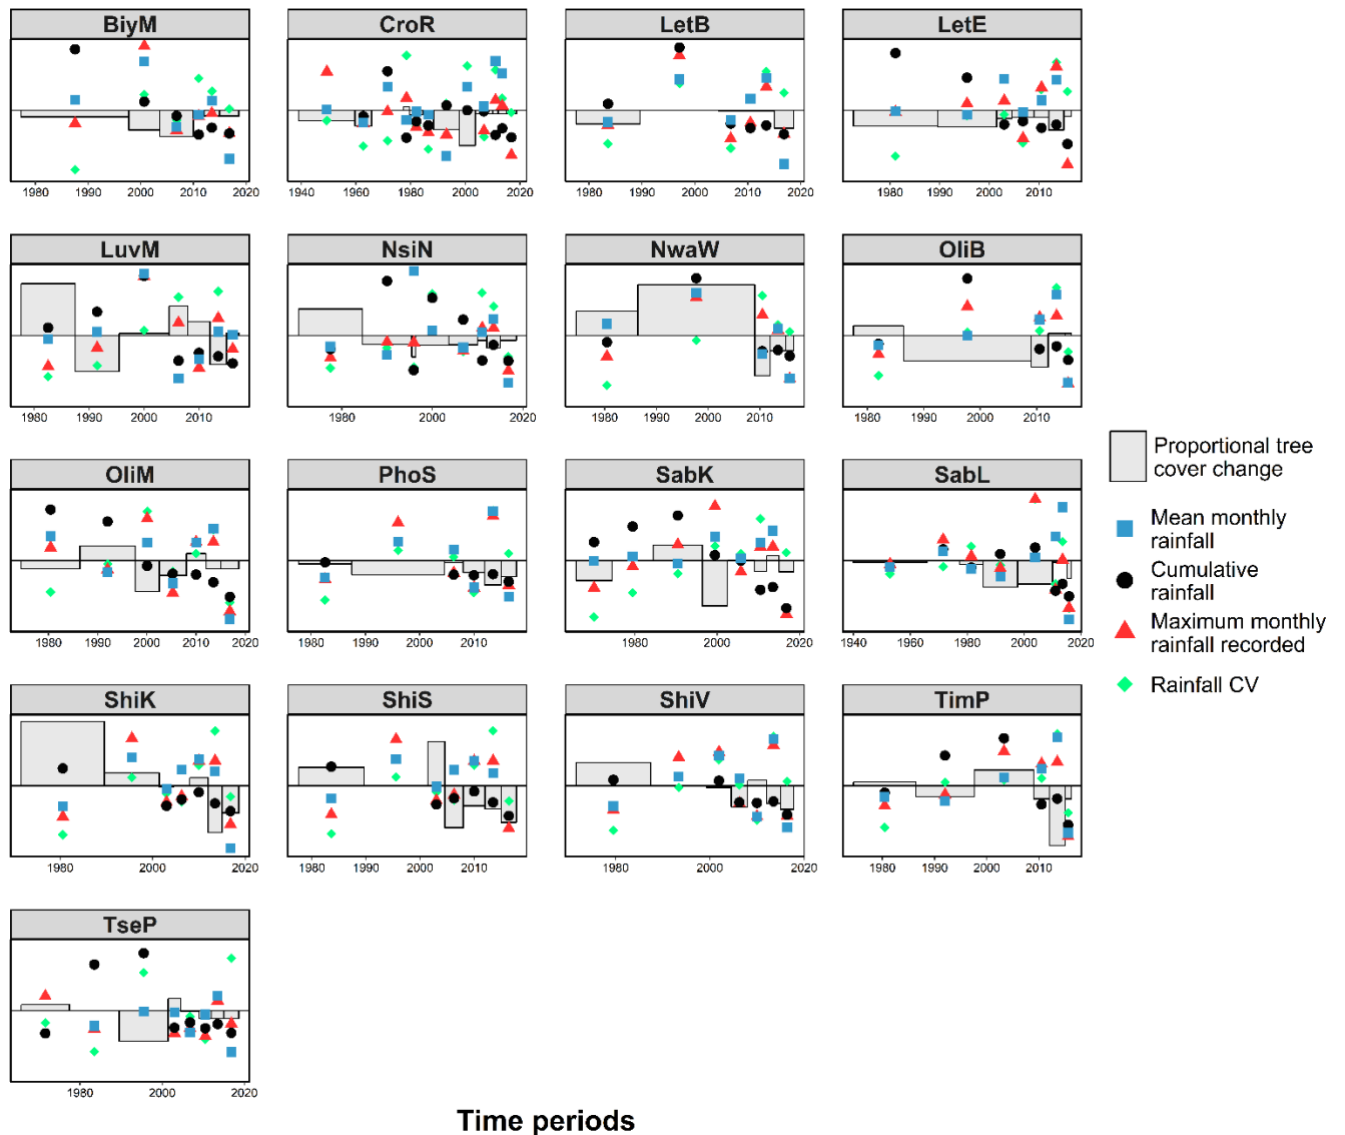 BiyM CroR LetB LetE
1980 1990 2000 2010 2020 1940 1960 1980 2000 2020 1980 1990 2000 2010 2020 1980 1990 2000 2010
LuvM NsiN NwaW OliB
1980 1990 2000 2010 1980 2000 1980 1990 2000 2010 1980 1990 2000 2010
Proportional tree
cover change
Mean monthly
rainfall
Cumulative
rainfall
Maximum monthly
rainfall recorded
Rainfall CV
OliM PhoS SabK SabL
1980 1990 2000 2010 2020 1980 1990 2000 2010 1980 1990 2000 2010 2020 1940 1960 1980 2000 2020
ShiK ShiS ShiV TimP
1980 2000 2020 1980 1990 2000 2010 1980 2000 2020 1980 1990 2000 2010
TseP
1980 2000 2020
Time periods